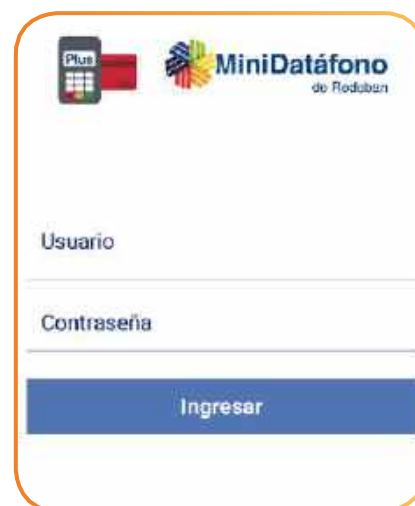 Plus
MiniDatáfono
de Redeban
Usuario
Contraseña
Ingresar